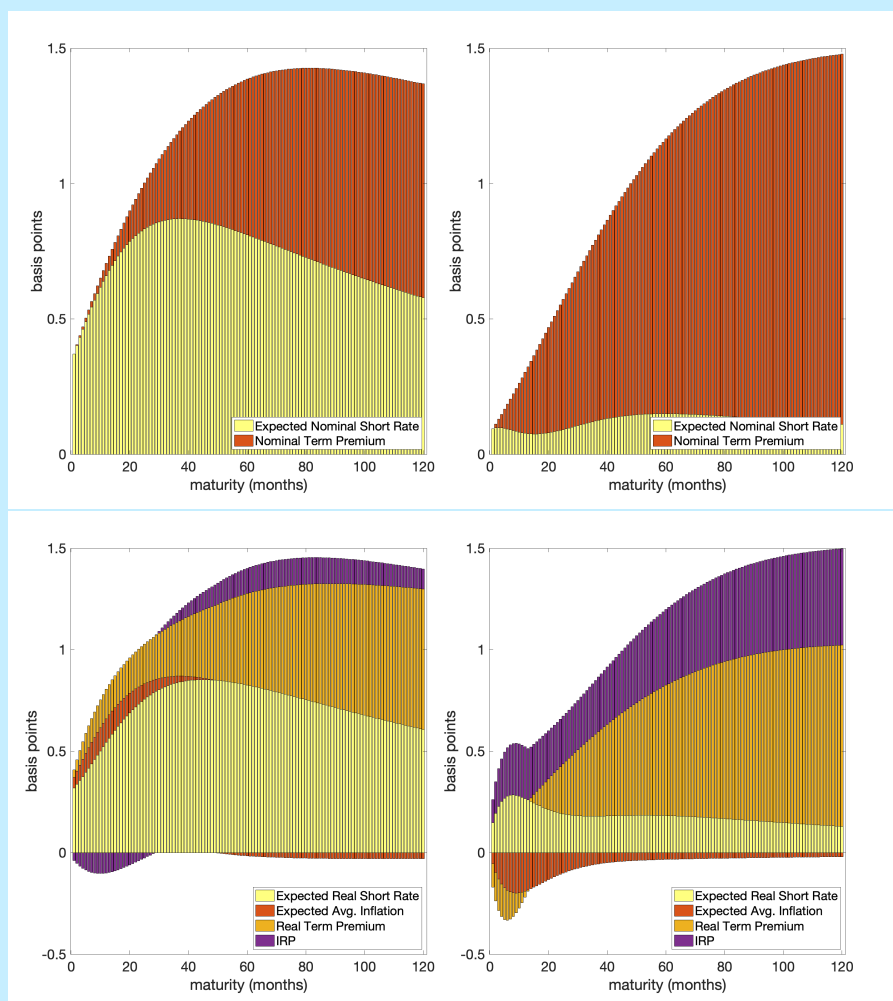 1.5
1
0.5
0
basis points
0 20 40 60 80 100 120
maturity (months)
Expected Nominal Short Rate
Nominal Term Premium
1.5
1
0.5
0
basis points
0 20 40 60 80 100 120
maturity (months)
Expected Nominal Short Rate
Nominal Term Premium
1.5
1
0.5
0
-0.5
basis points
0 20 40 60 80 100 120
maturity (months)
Expected Real Short Rate
Expected Avg. Inflation
Real Term Premium
IRP
1.5
1
0.5
0
-0.5
basis points
0 20 40 60 80 100 120
maturity (months)
Expected Real Short Rate
Expected Avg. Inflation
Real Term Premium
IRP